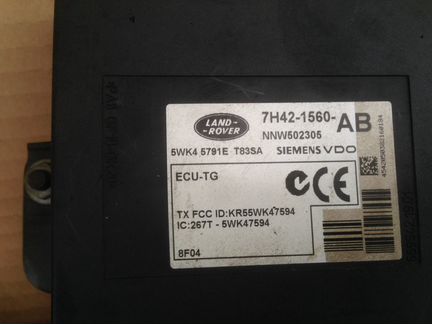 LAND-
ROVER
7H42-1560-AB
NNW502305
5WK4 5791E T83SA SIEMENS VDO
ECU-TG
TX FCC ID:KR55WK47594
IC:267T - 5WK47594
8F04